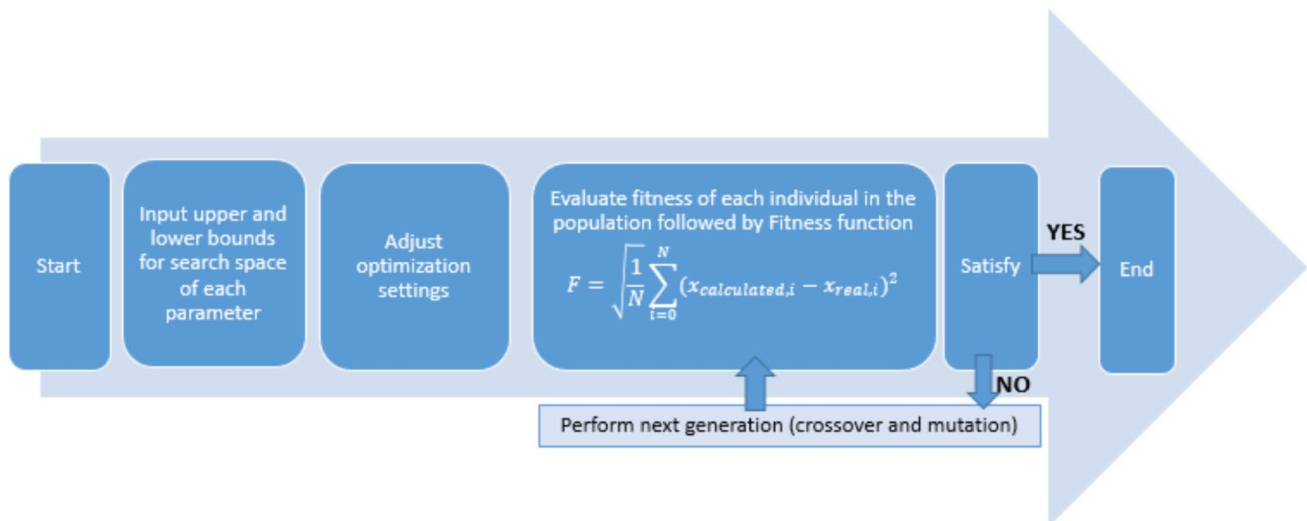 Start
Input upper and
lower bounds
for search space
of each
parameter
Adjust
optimization
settings
Evaluate fitness of each individual in the
population followed by Fitness function
F = √(1/N ∑_{i=0}^{N} (x_{calculated,i} − x_{real,i})²)
Satisfy
YES
End
NO
Perform next generation (crossover and mutation)